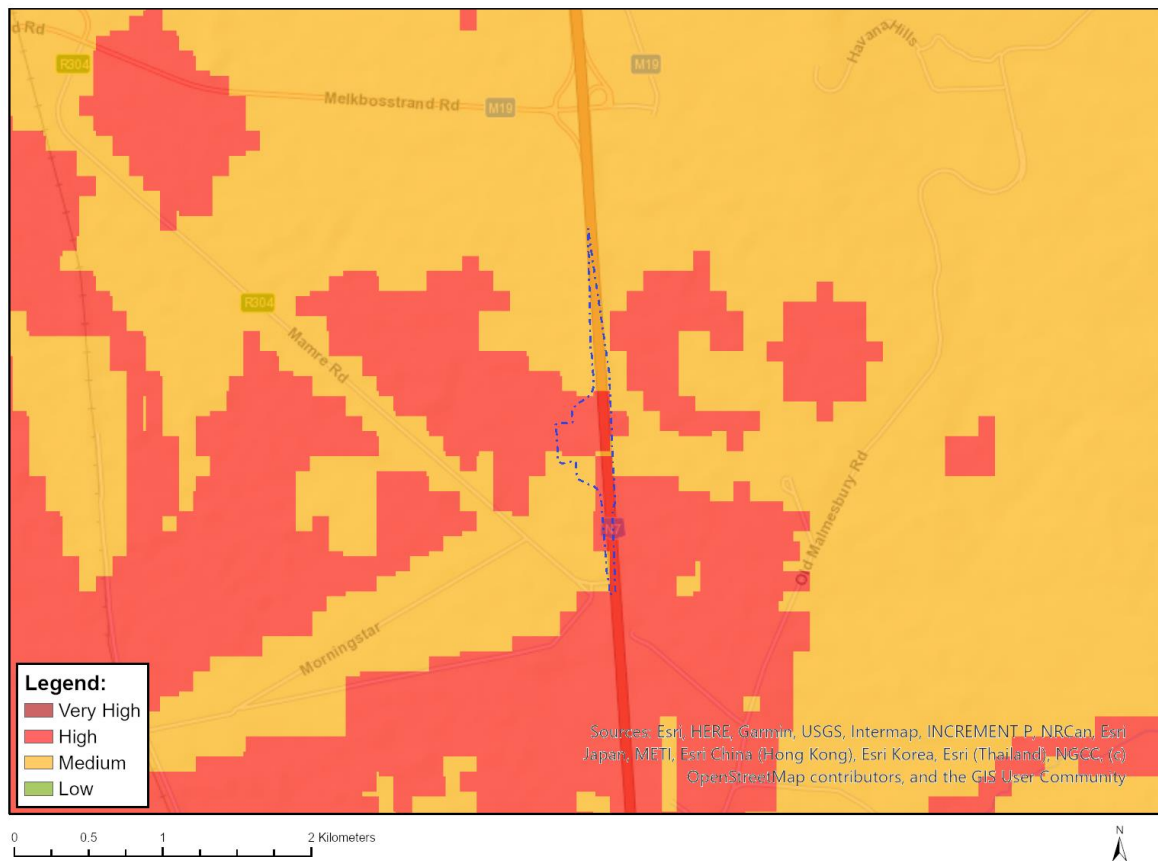 d Rd
R304
M19
Havana Hills
Melkbosstrand Rd
M19
R304
Mamre Rd
N7
Old Malmesbury Rd
Morningstar
Legend:
Very High
High
Medium
Low
Sources: Esri, HERE, Garmin, USGS, Intermap, INCREMENT P, NRCan, Esri
Japan, METI, Esri China (Hong Kong), Esri Korea, Esri (Thailand), NGCC, (c)
OpenStreetMap contributors, and the GIS User Community
0 0.5 1 2 Kilometers
N